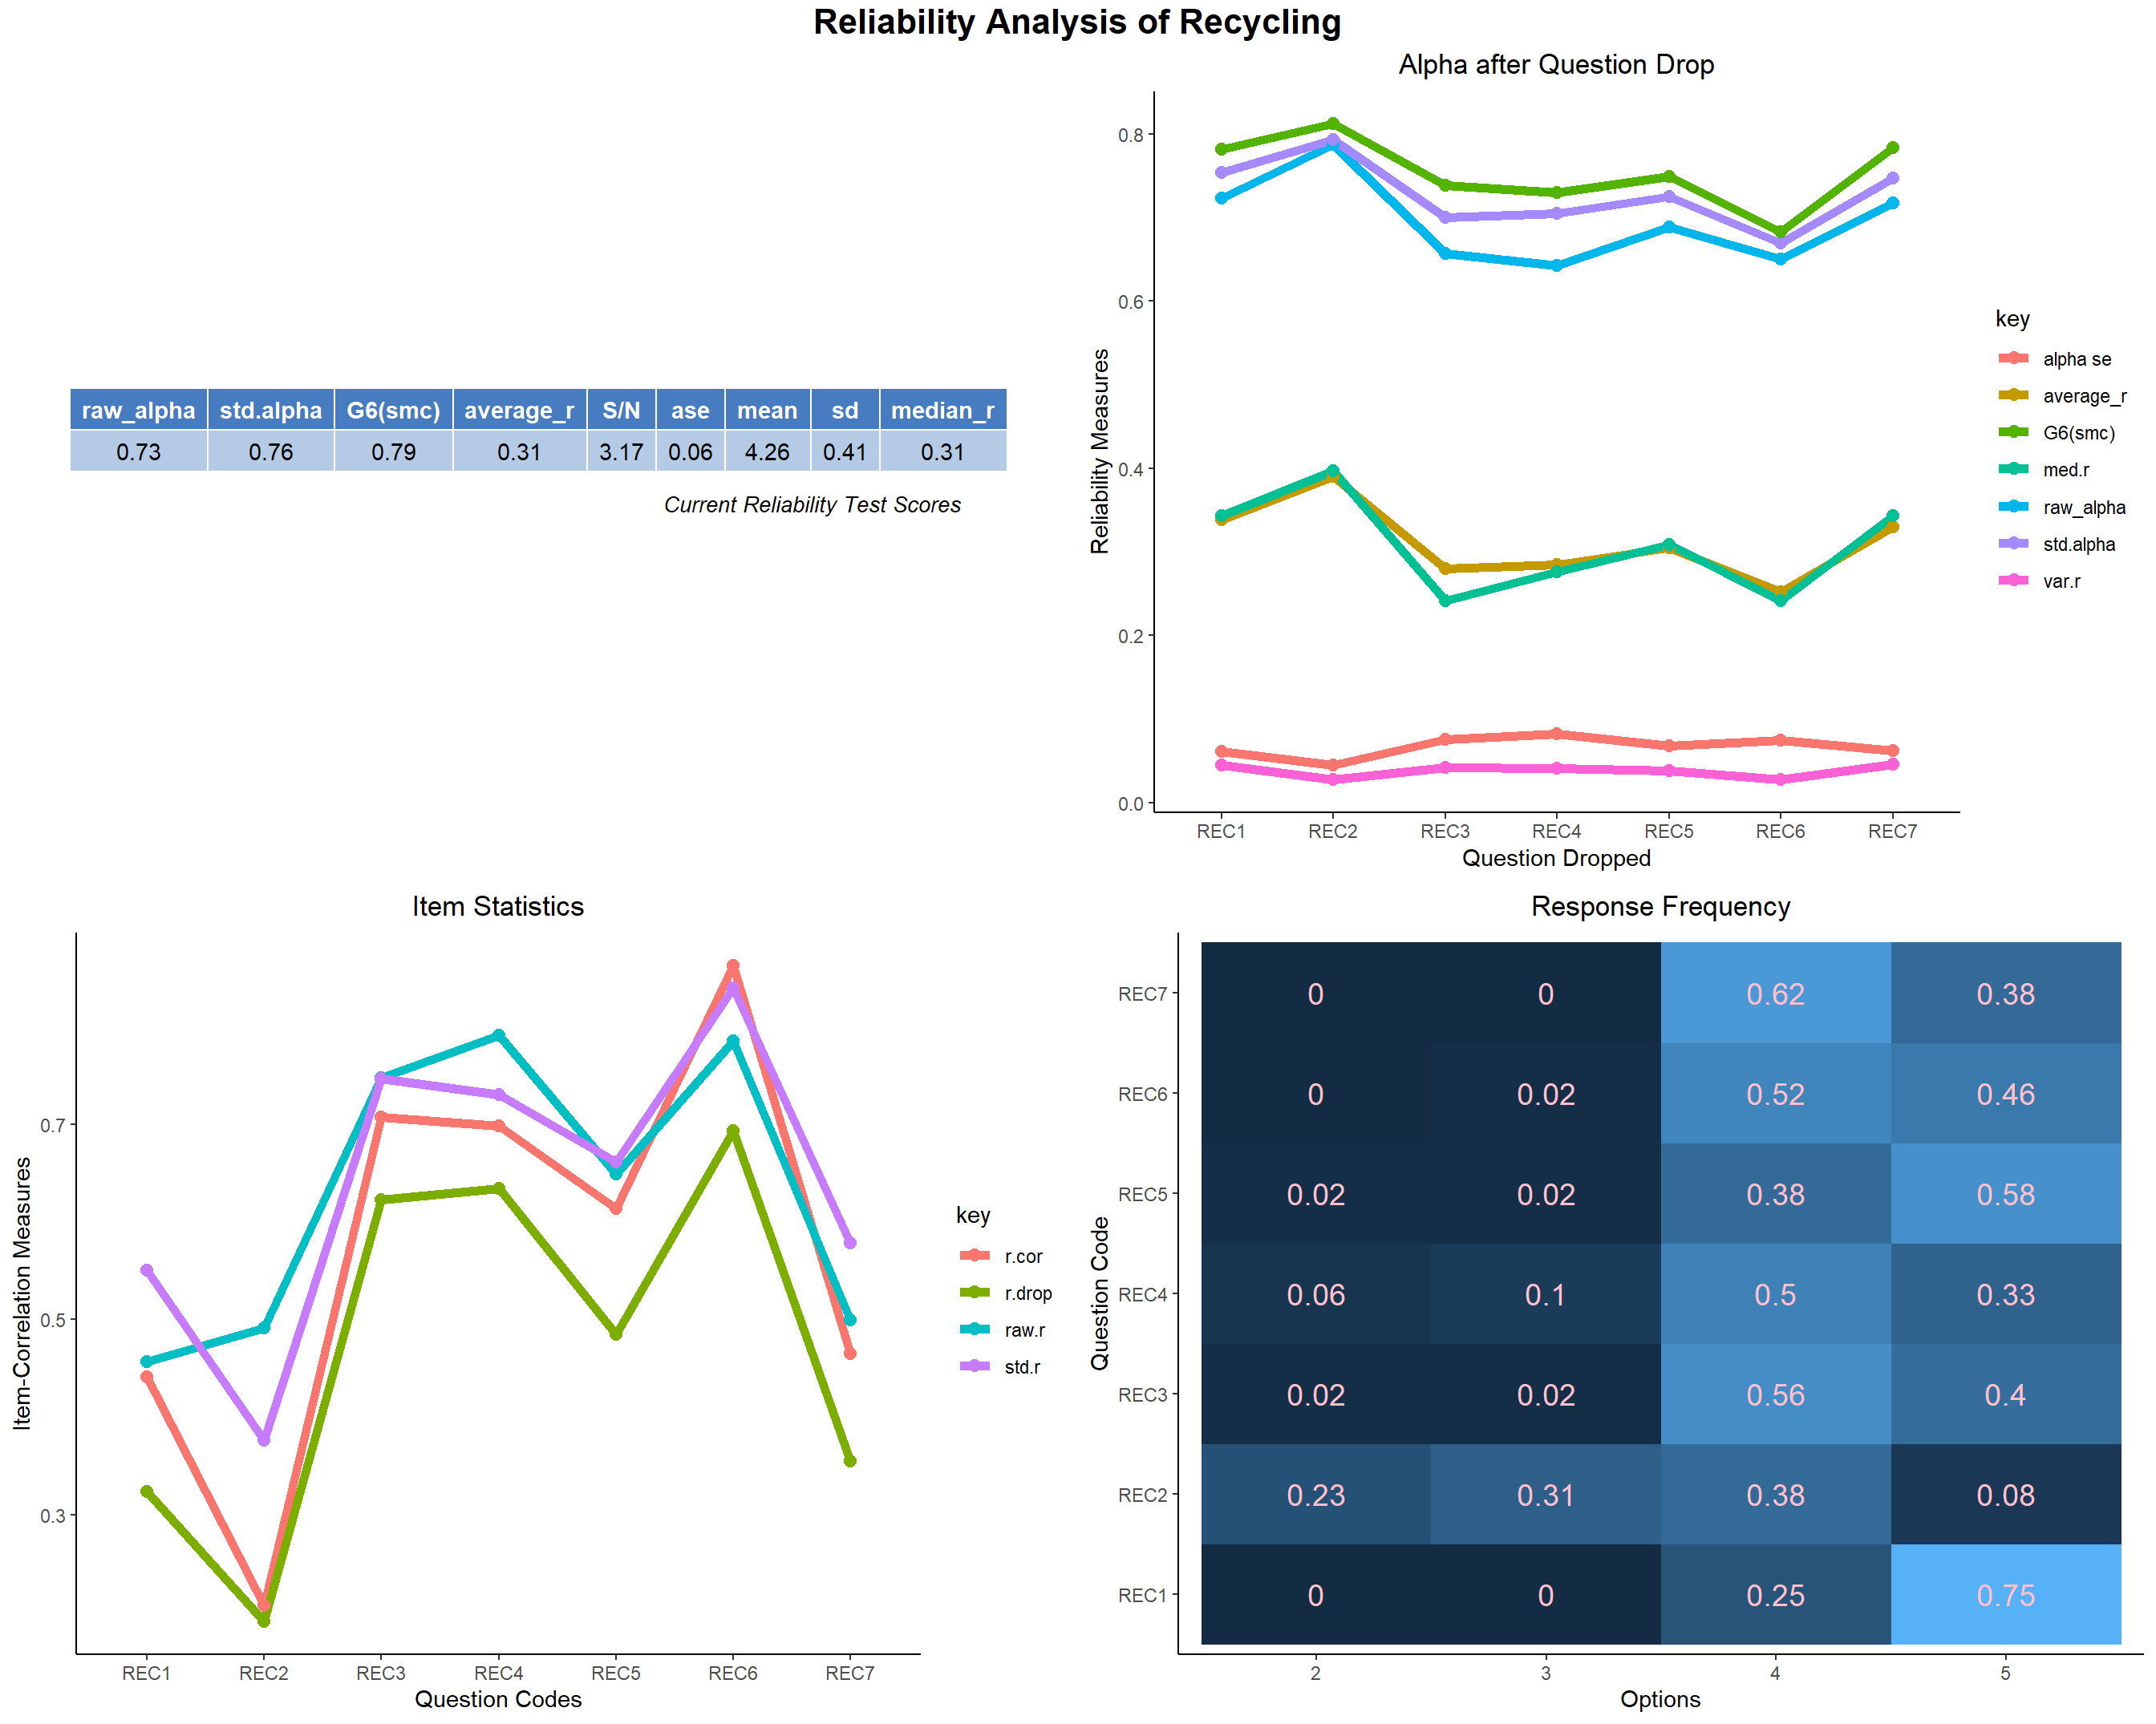 Reliability Analysis of Recycling
raw_alpha std.alpha G6(smc) average_r S/N ase mean sd median_r
0.73 0.76 0.79 0.31 3.17 0.06 4.26 0.41 0.31
Current Reliability Test Scores
Alpha after Question Drop
Reliability Measures
0.8
0.6
0.4
0.2
0.0
REC1 REC2 REC3 REC4 REC5 REC6 REC7
Question Dropped
key
alpha se
average_r
G6(smc)
med.r
raw_alpha
std.alpha
var.r
Item Statistics
Item-Correlation Measures
0.7
0.5
0.3
REC1 REC2 REC3 REC4 REC5 REC6 REC7
Question Codes
key
r.cor
r.drop
raw.r
std.r
Response Frequency
Question Code
REC7 0 0 0.62 0.38
REC6 0 0.02 0.52 0.46
REC5 0.02 0.02 0.38 0.58
REC4 0.06 0.1 0.5 0.33
REC3 0.02 0.02 0.56 0.4
REC2 0.23 0.31 0.38 0.08
REC1 0 0 0.25 0.75
2 3 4 5
Options